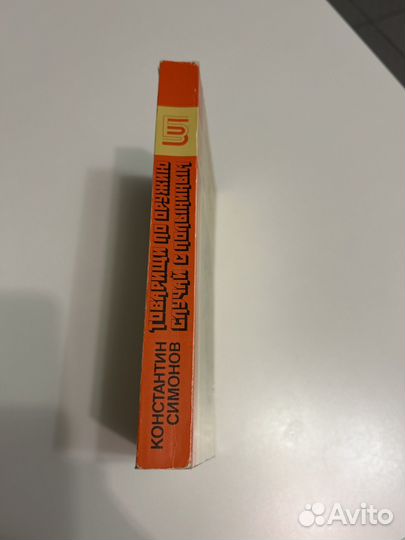 КОНСТАНТИН
СИМОНОВ
ТОВАРИЩИ ПО ОРУЖИЮ
СЛУЧАЙ С ПОЛЫНИНЫМ
Avito